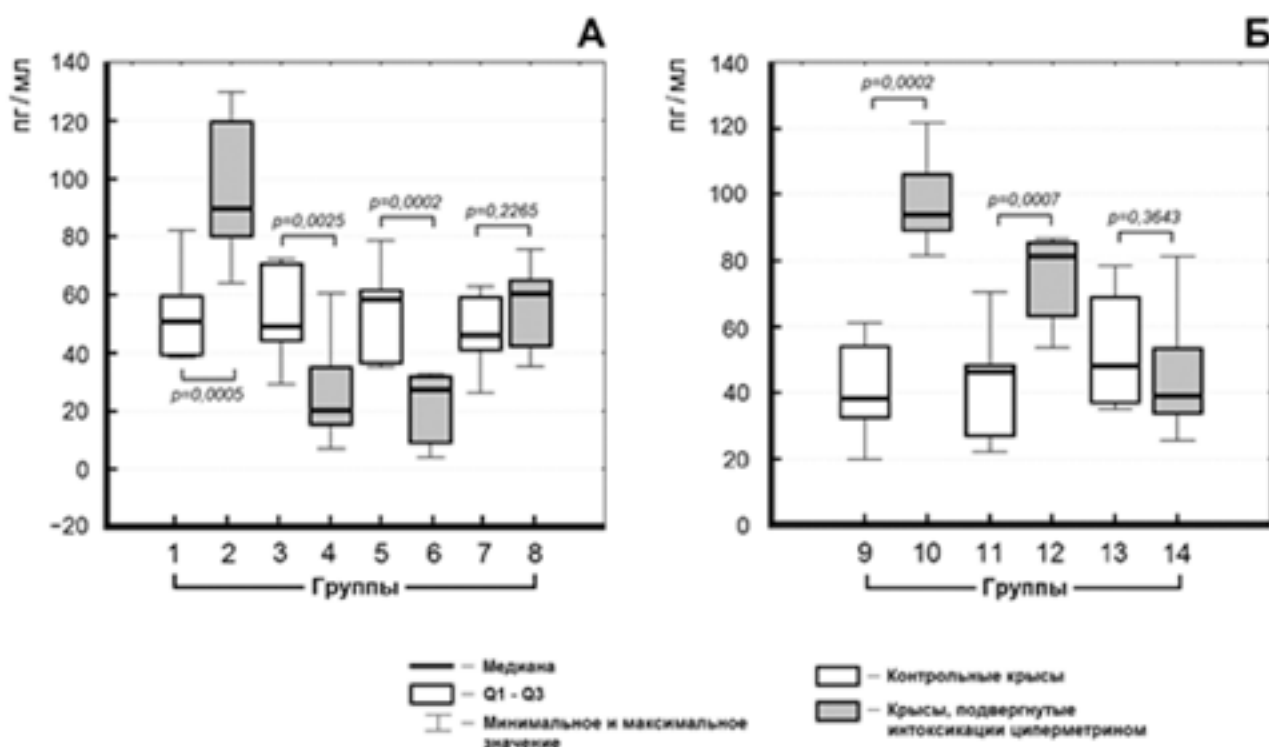 А
пг/мл
140
120
100
80
60
40
20
0
−20
p=0,0005
p=0,0025
p=0,0002
p=0,2265
1 2 3 4 5 6 7 8
Группы
Б
пг/мл
140
120
100
80
60
40
20
0
p=0,0002
p=0,0007
p=0,3643
9 10 11 12 13 14
Группы
– Медиана
– Q1 - Q3
– Минимальное и максимальное
значение
– Контрольные крысы
– Крысы, подвергнутые
интоксикации циперметрином